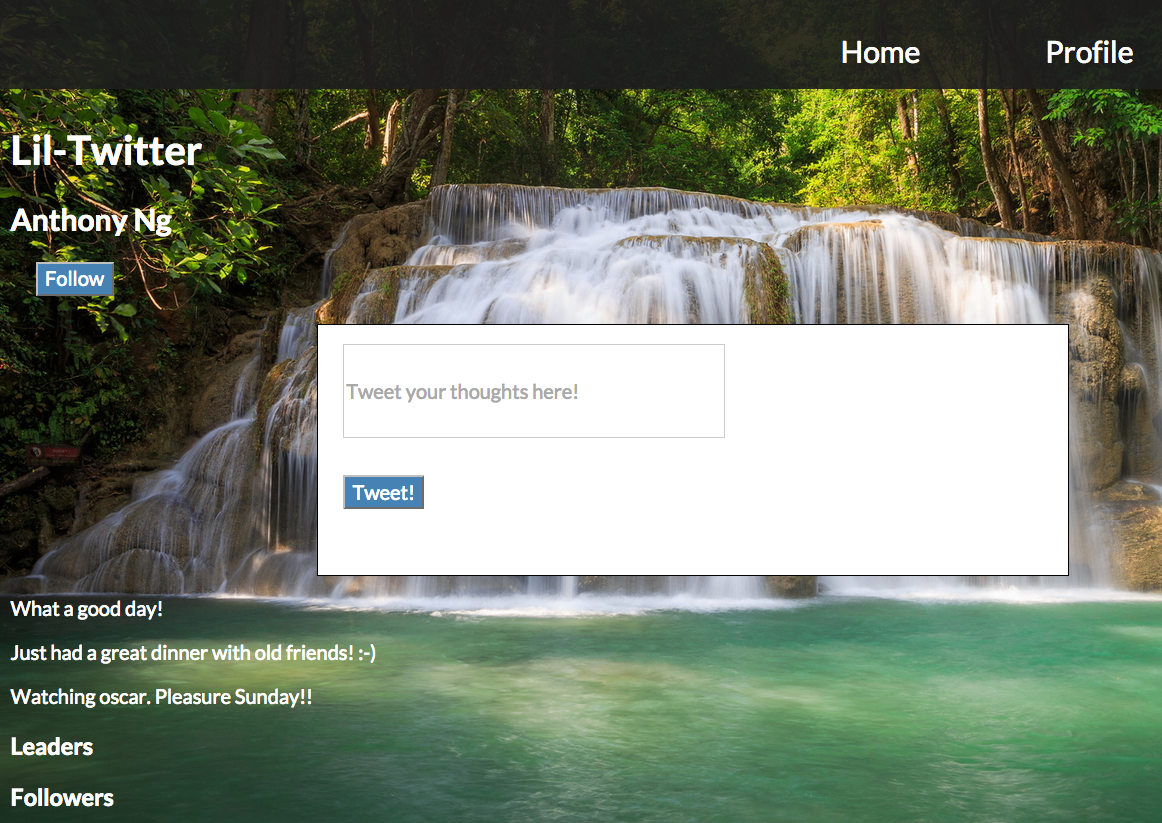 Home
Profile
Lil-Twitter
Anthony Ng
Follow
Tweet your thoughts here!
Tweet!
What a good day!
Just had a great dinner with old friends! :-)
Watching oscar. Pleasure Sunday!!
Leaders
Followers